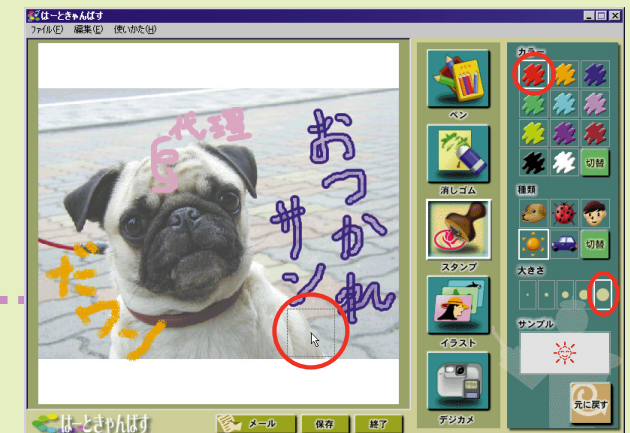 はーときゃんばす
ファイル(F) 編集(E) 使いかた(H)
代理
おつかれ
サン
だワン
ペン
消しゴム
スタンプ
イラスト
デジカメ
カラー
切替
種類
切替
大きさ
サンプル
元に戻す
はーときゃんばす
メール
保存
終了